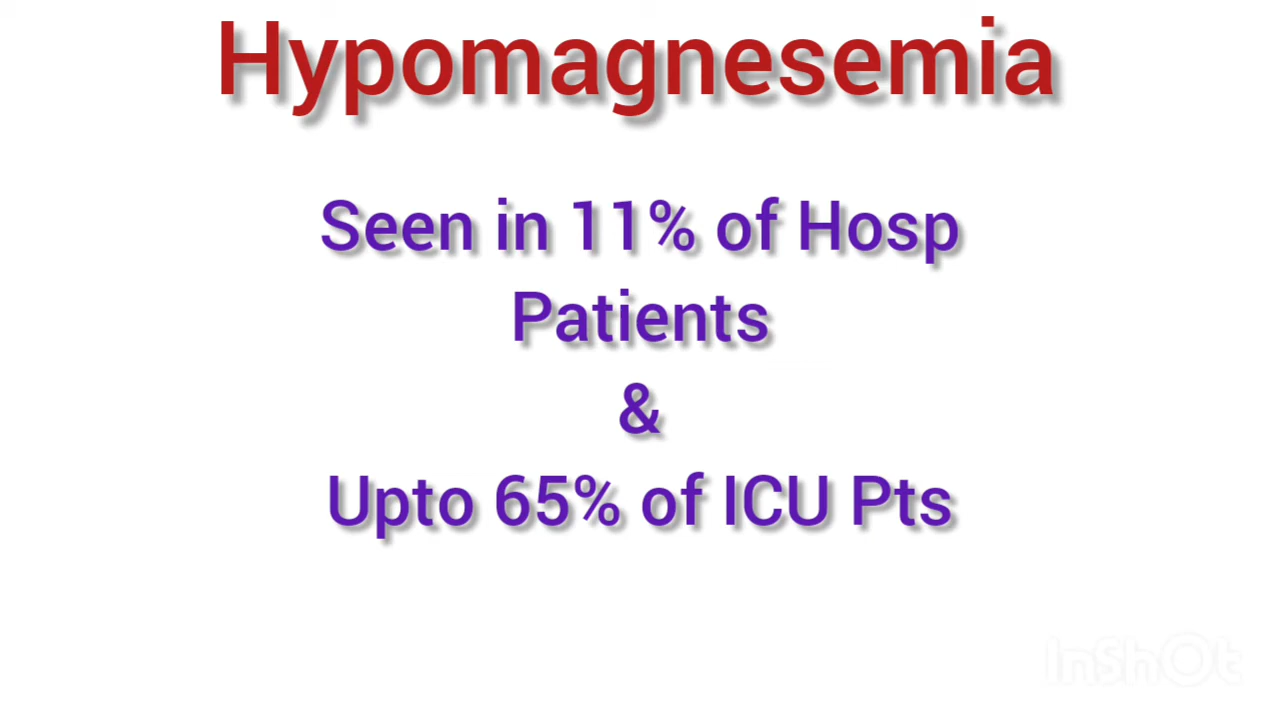 Hypomagnesemia
Seen in 11% of Hosp
Patients
&
Upto 65% of ICU Pts
InShOt